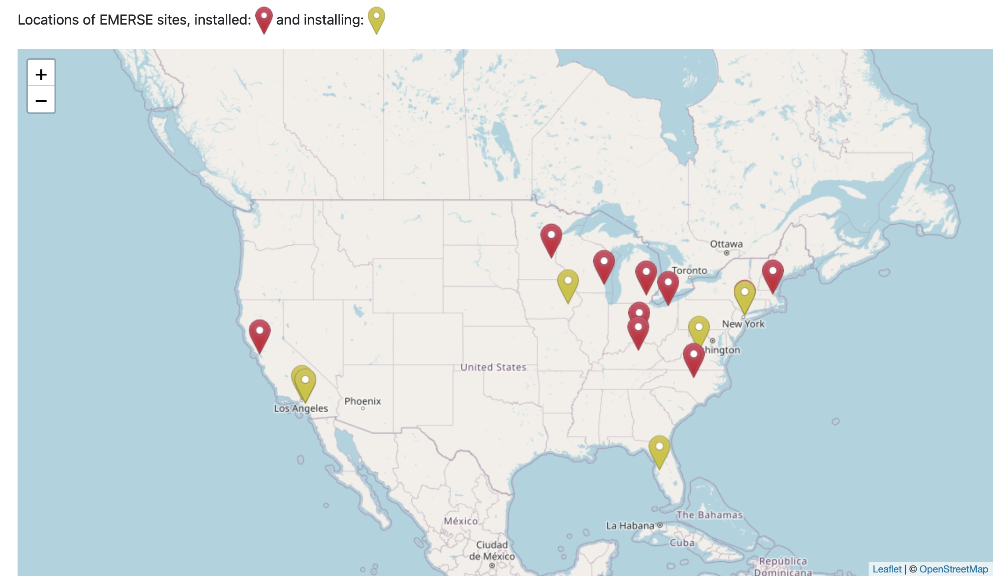 Locations of EMERSE sites, installed: and installing:
+
−
Ottawa
Toronto
New York
hington
United States
Phoenix
Los Angeles
The Bahamas
México
La Habana
Cuba
Ciudad
de México
República
Dominicana
Leaflet | © OpenStreetMap